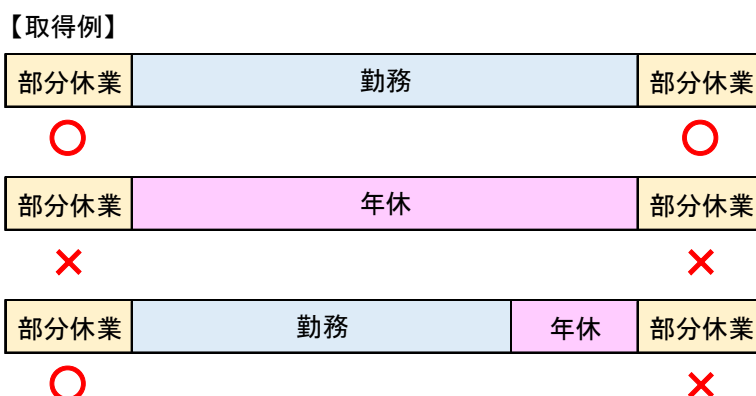 【取得例】
部分休業 勤務 部分休業
○ ○
部分休業 年休 部分休業
× ×
部分休業 勤務 年休 部分休業
○ ×